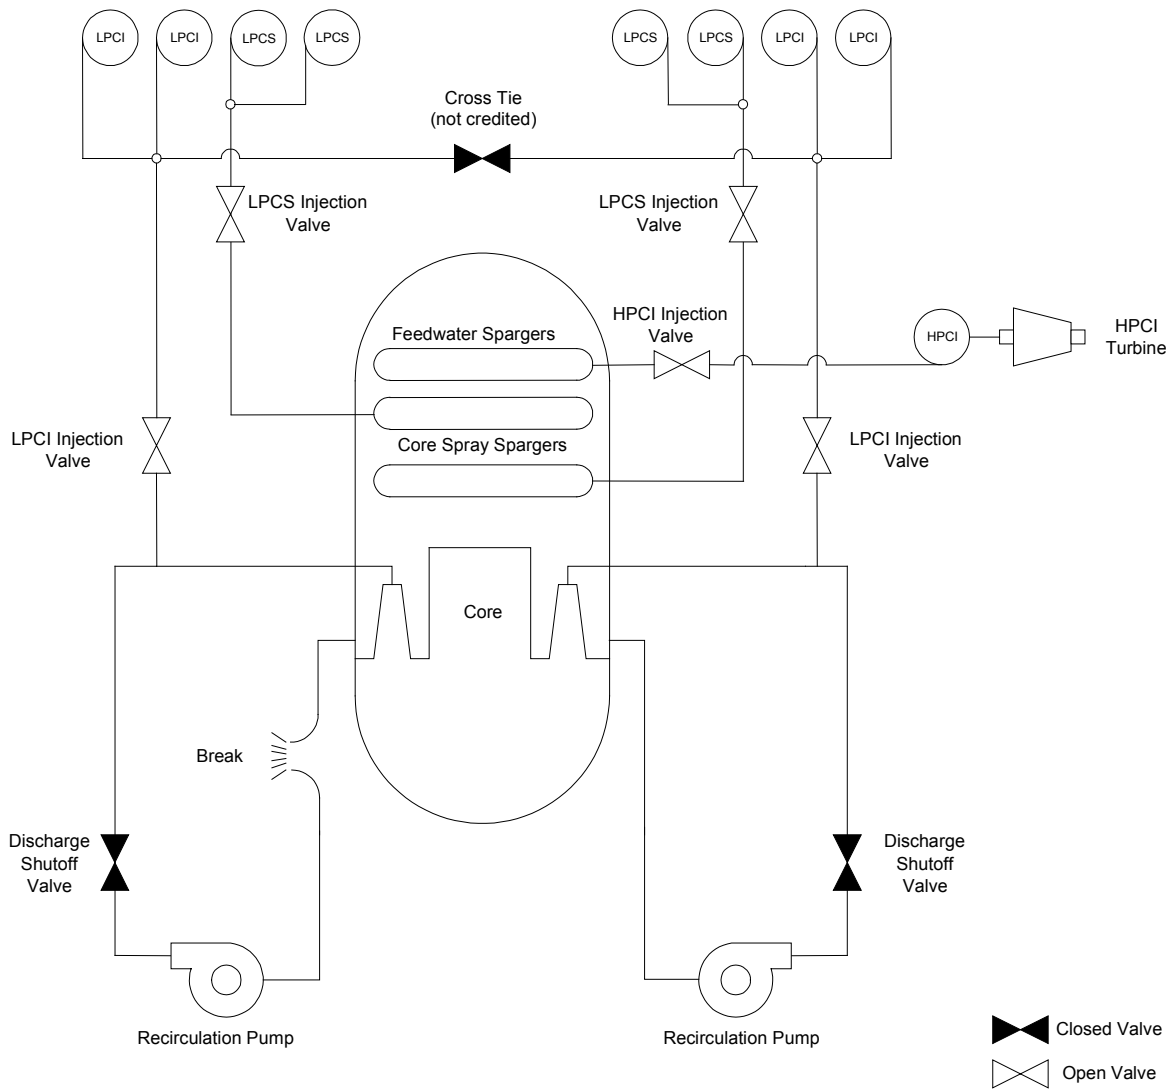 LPCI
LPCI
LPCS
LPCS
LPCS
LPCS
LPCI
LPCI
Cross Tie
(not credited)
LPCS Injection
Valve
LPCS Injection
Valve
HPCI Injection
Valve
HPCI
HPCI
Turbine
Feedwater Spargers
Core Spray Spargers
LPCI Injection
Valve
LPCI Injection
Valve
Core
Break
Discharge
Shutoff
Valve
Discharge
Shutoff
Valve
Recirculation Pump
Recirculation Pump
Closed Valve
Open Valve